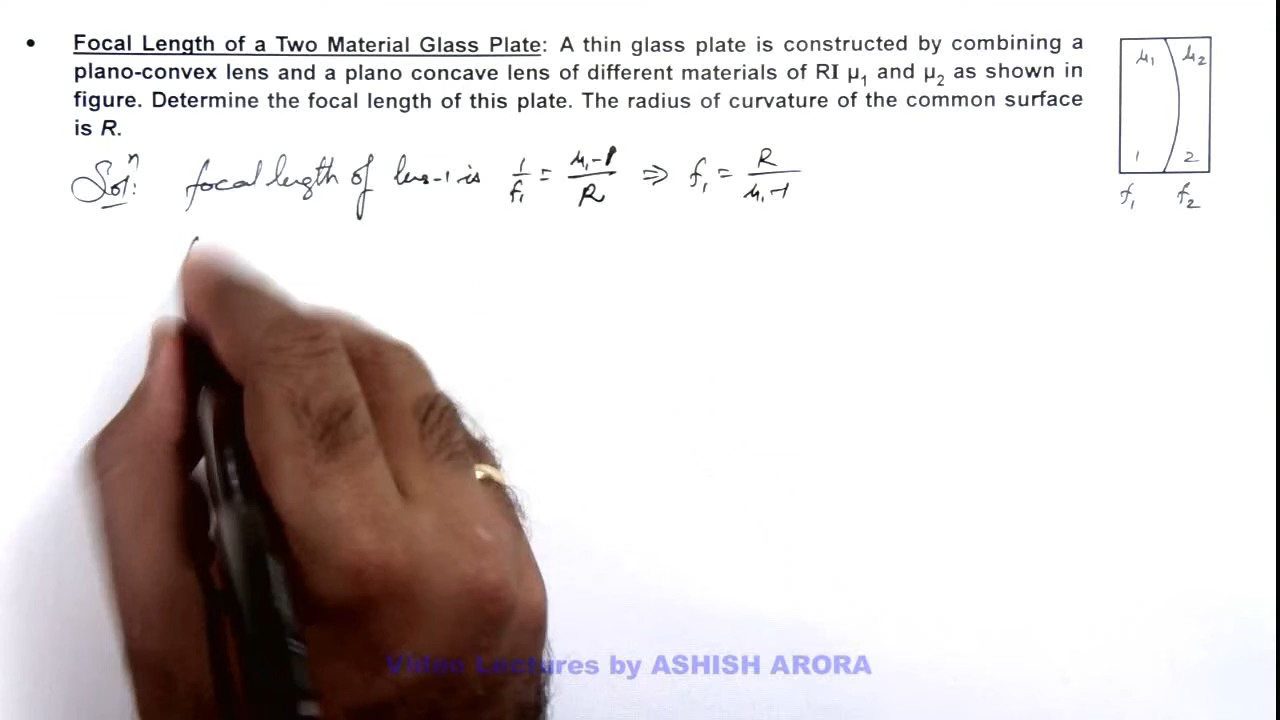 • Focal Length of a Two Material Glass Plate: A thin glass plate is constructed by combining a
plano-convex lens and a plano concave lens of different materials of RI μ₁ and μ₂ as shown in
figure. Determine the focal length of this plate. The radius of curvature of the common surface
is R.
μ₁ μ₂
1 2
f₁ f₂
Solⁿ: focal length of lens-1 is 1/f₁ = μ₁-1/R ⇒ f₁ = R/μ₁-1
Video Lectures by ASHISH ARORA